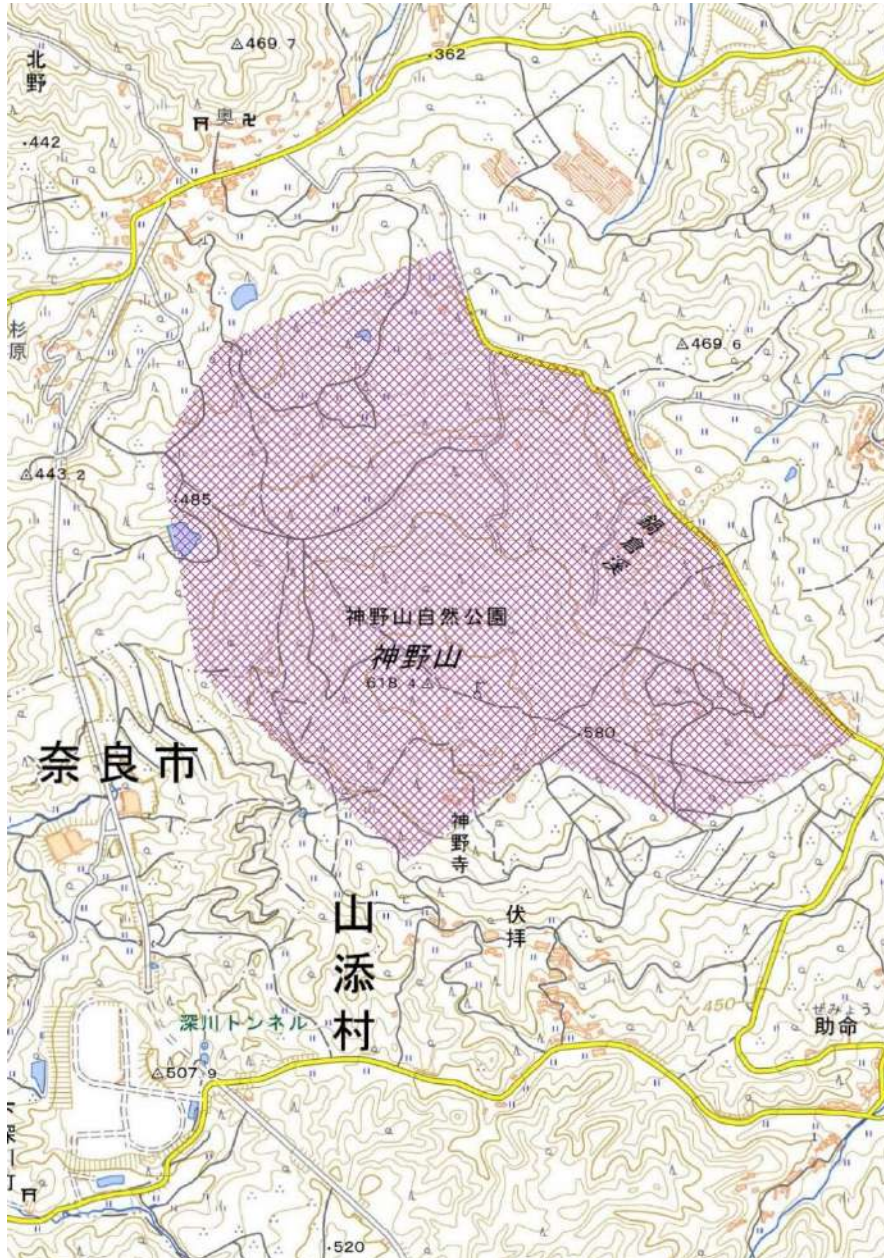 469.7
362
北野
奥
442
杉原
469.6
443.2
485
鍋倉渓
神野山自然公園
神野山
618.4
580
奈良市
神野寺
山添村
伏拝
450
ぜみょう
助命
深川トンネル
507.9
520